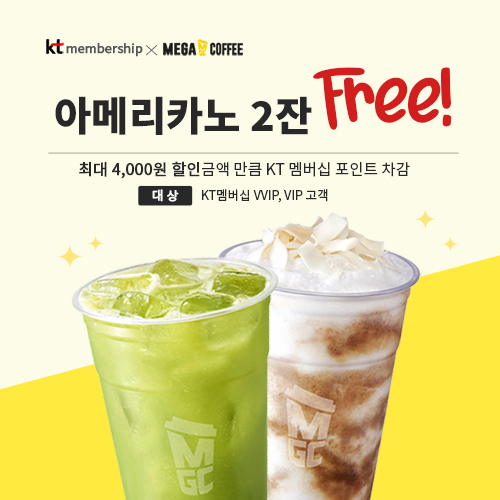 kt membership × MEGA COFFEE
아메리카노 2잔 Free!
최대 4,000원 할인금액 만큼 KT 멤버십 포인트 차감
대상 KT멤버십 VVIP, VIP 고객
MGC MGC